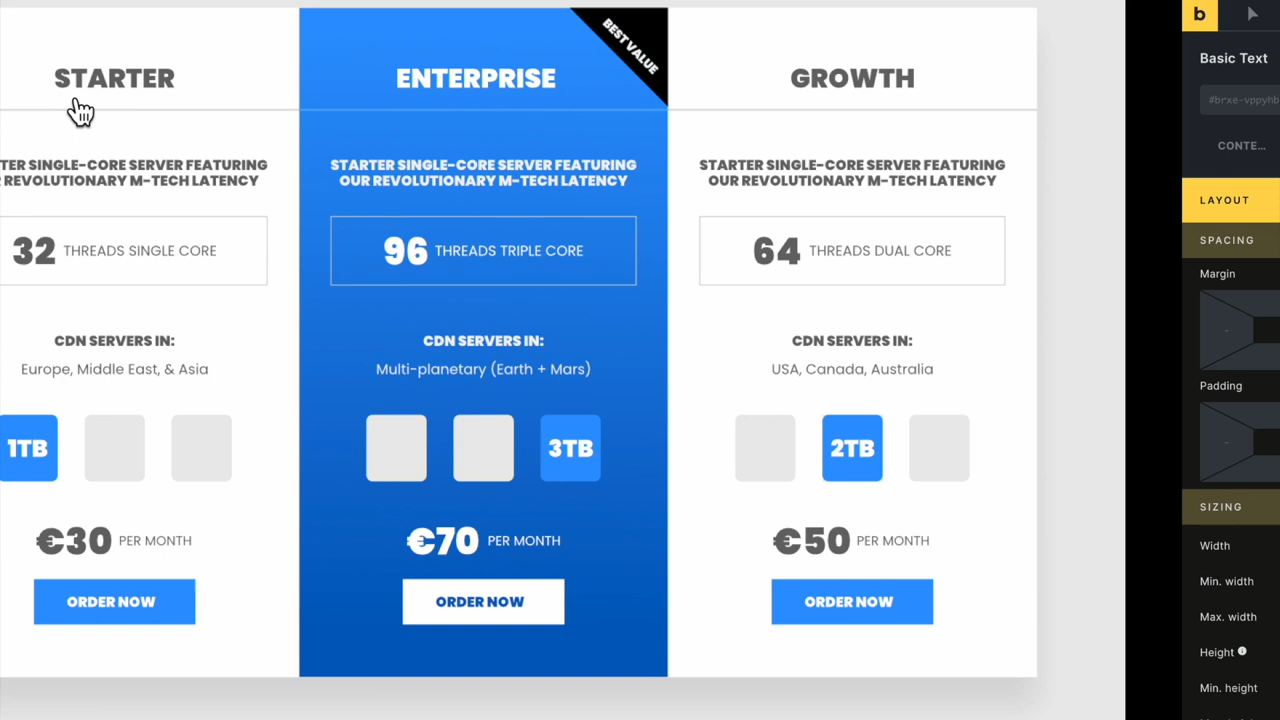 STARTER
TER SINGLE-CORE SERVER FEATURING
REVOLUTIONARY M-TECH LATENCY
32 THREADS SINGLE CORE
CDN SERVERS IN:
Europe, Middle East, & Asia
1TB
€30 PER MONTH
ORDER NOW
BEST VALUE
ENTERPRISE
STARTER SINGLE-CORE SERVER FEATURING
OUR REVOLUTIONARY M-TECH LATENCY
96 THREADS TRIPLE CORE
CDN SERVERS IN:
Multi-planetary (Earth + Mars)
3TB
€70 PER MONTH
ORDER NOW
GROWTH
STARTER SINGLE-CORE SERVER FEATURING
OUR REVOLUTIONARY M-TECH LATENCY
64 THREADS DUAL CORE
CDN SERVERS IN:
USA, Canada, Australia
2TB
€50 PER MONTH
ORDER NOW
b
Basic Text
#brxe-vppyhb
CONTE...
LAYOUT
SPACING
Margin
-
Padding
-
SIZING
Width
Min. width
Max. width
Height
Min. height